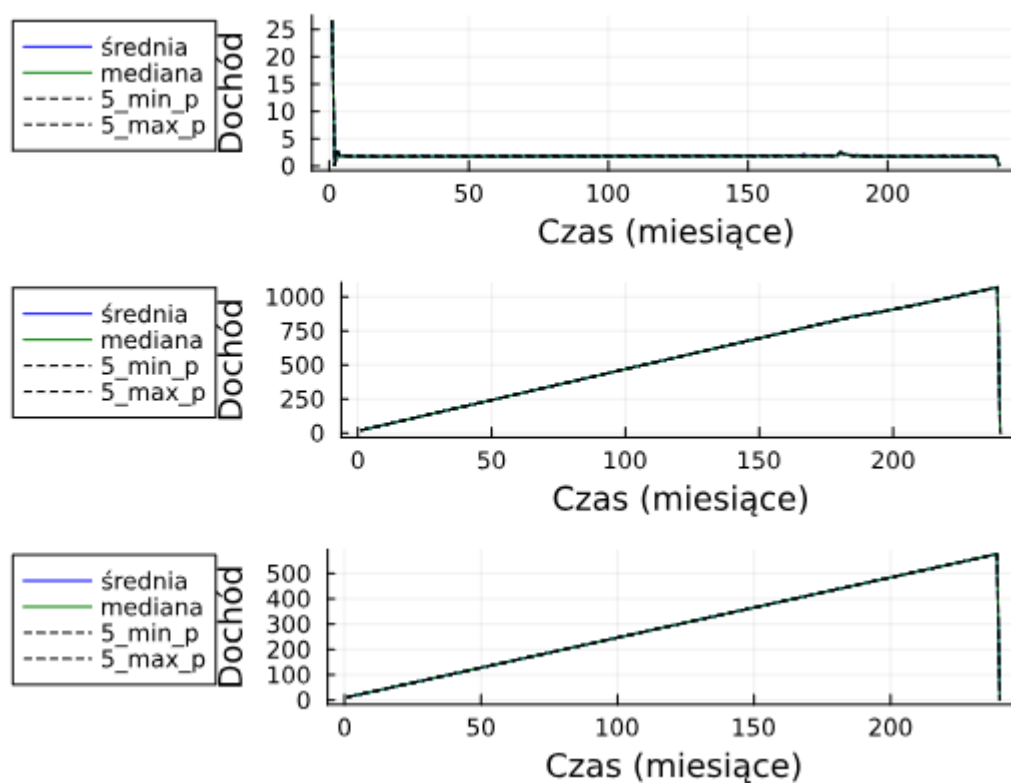 średnia
mediana
5_min_p
5_max_p
Dochód
25
20
15
10
5
0
0 50 100 150 200
Czas (miesiące)
średnia
mediana
5_min_p
5_max_p
Dochód
1000
750
500
250
0
0 50 100 150 200
Czas (miesiące)
średnia
mediana
5_min_p
5_max_p
Dochód
500
400
300
200
100
0
0 50 100 150 200
Czas (miesiące)